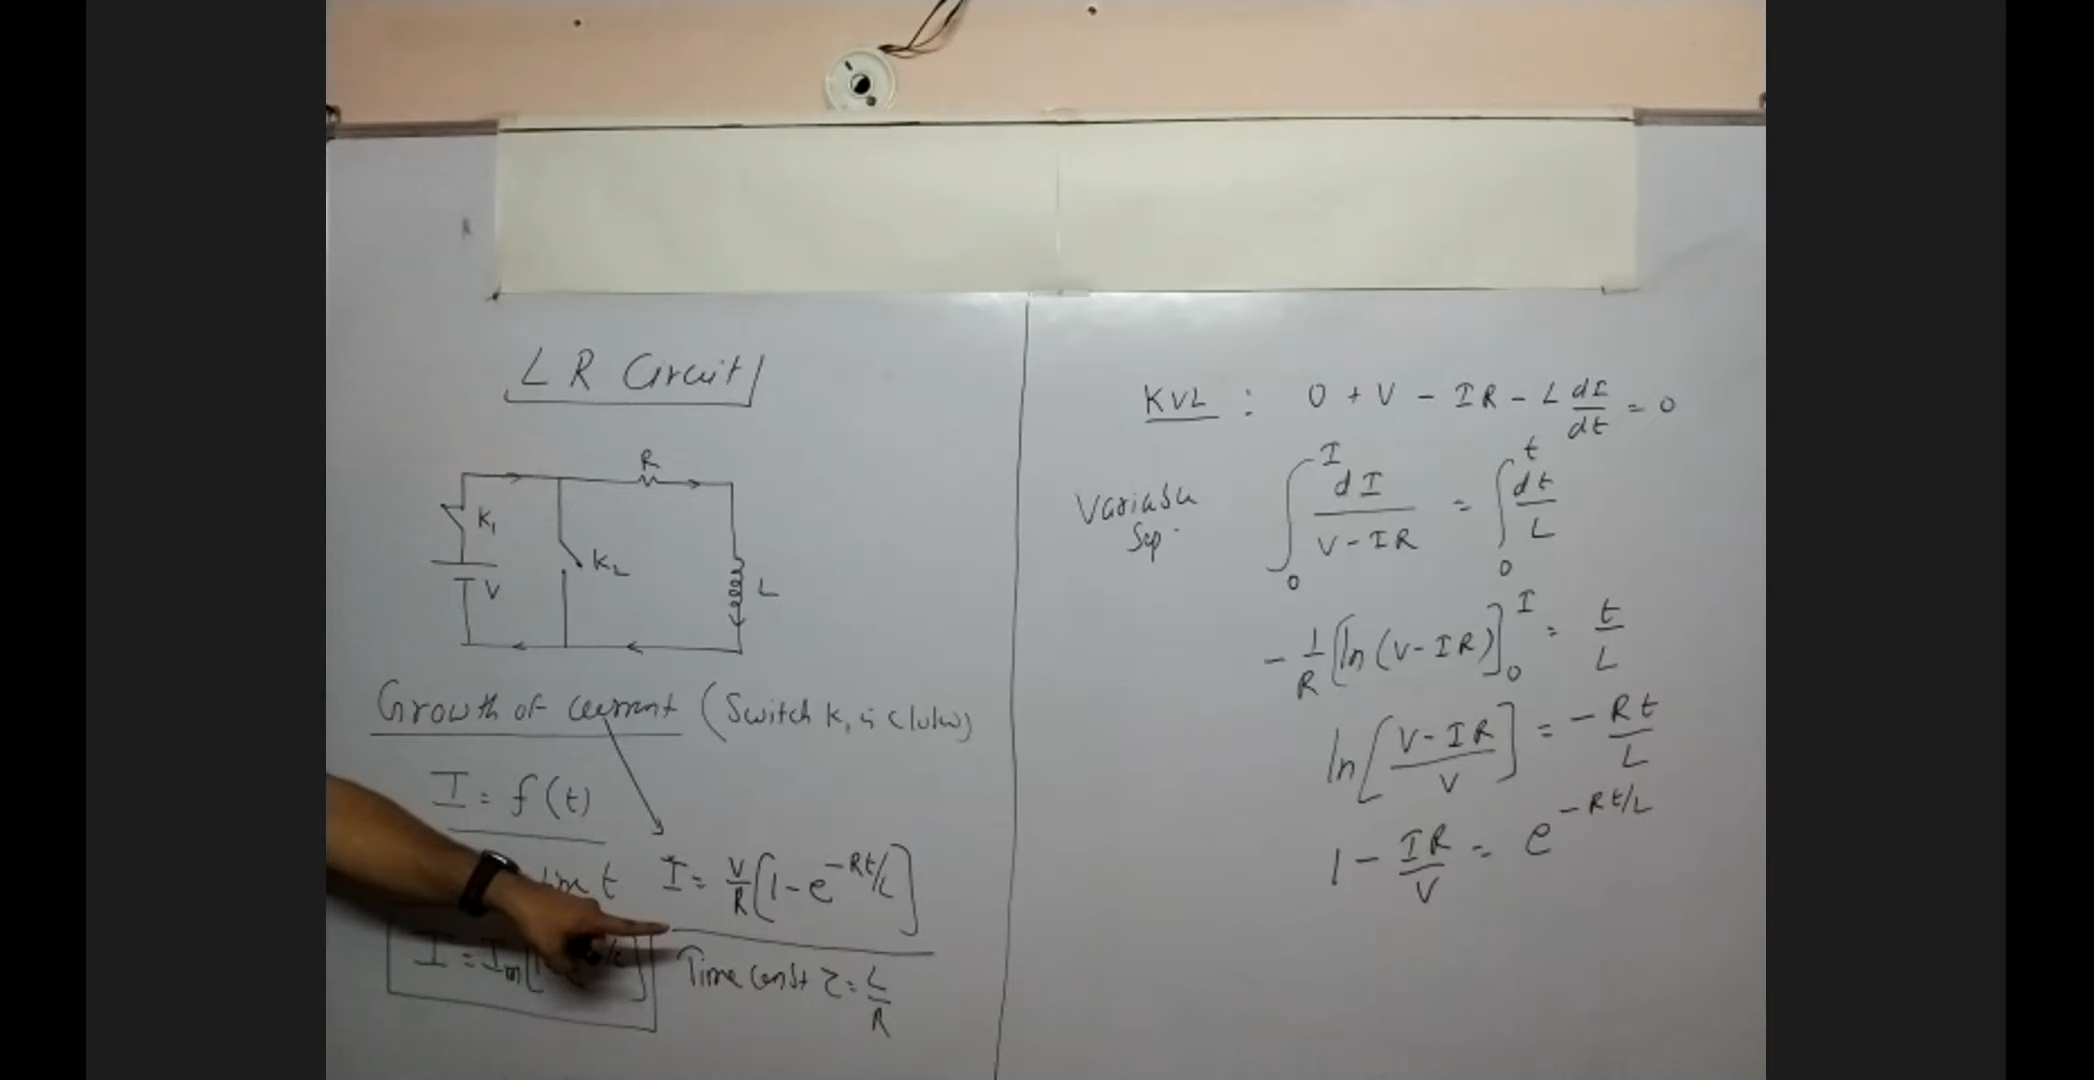 L R Circuit
R
K₁
K₂
V
L
Growth of current (Switch K₁ is closed)
I = f(t)
t
I = V/R [1 - e^(-Rt/L)]
I = Im [
Time Const τ = L/R
KVL : 0 + V - IR - L dI/dt = 0
Variable Sep.
∫₀^I dI/(V - IR) = ∫₀^t dt/L
- 1/R [ln (V - IR)]₀^I = t/L
ln [(V - IR)/V] = - Rt/L
1 - IR/V = e^(-Rt/L)